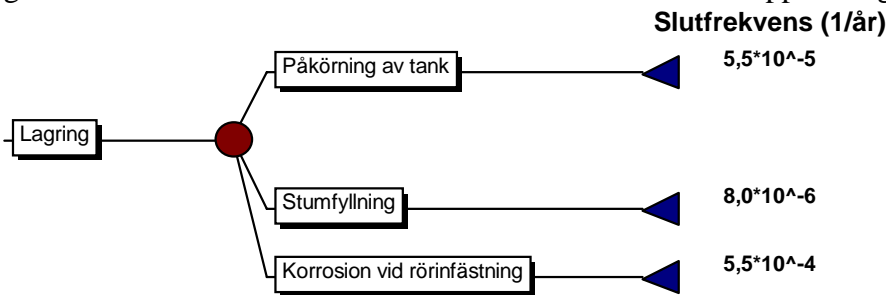 Slutfrekvens (1/år)
Påkörning av tank
5,5*10^-5
Lagring
Stumfyllning
8,0*10^-6
Korrosion vid rörinfästning
5,5*10^-4